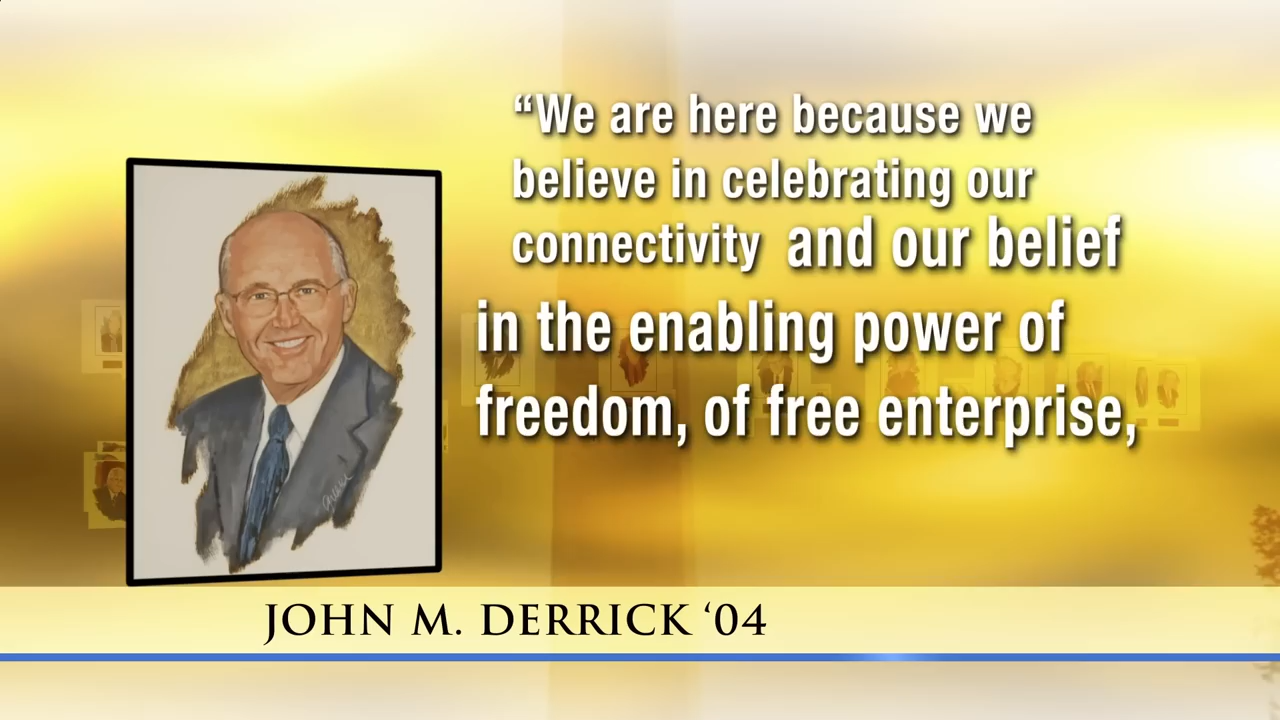 “We are here because we
believe in celebrating our
connectivity and our belief
in the enabling power of
freedom, of free enterprise,
JOHN M. DERRICK ‘04